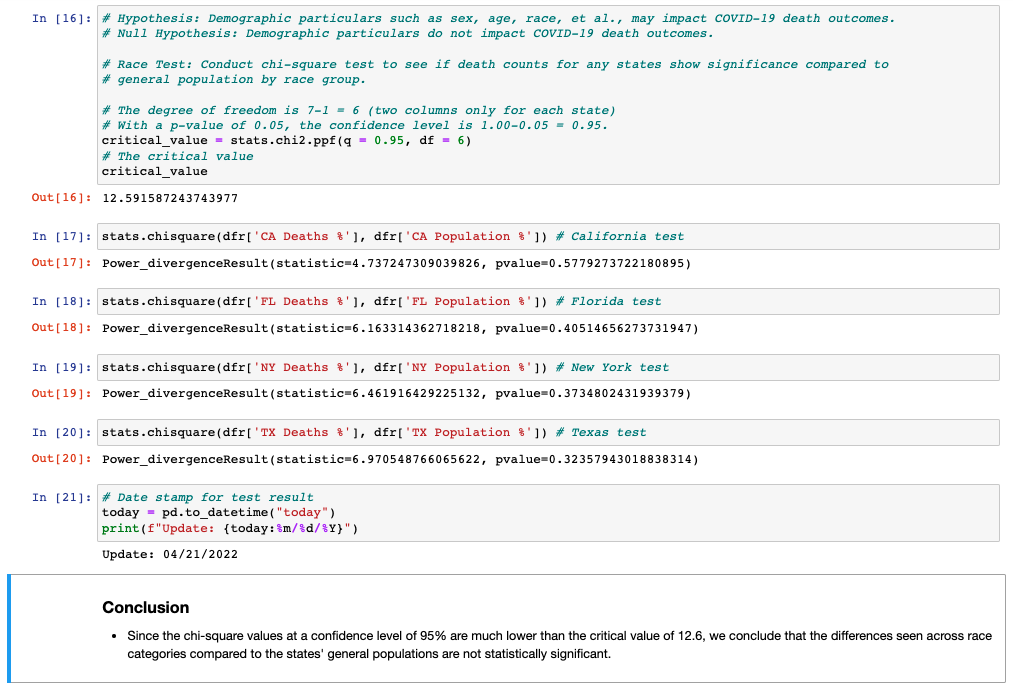 In [16]: # Hypothesis: Demographic particulars such as sex, age, race, et al., may impact COVID-19 death outcomes.
# Null Hypothesis: Demographic particulars do not impact COVID-19 death outcomes.
# Race Test: Conduct chi-square test to see if death counts for any states show significance compared to
# general population by race group.
# The degree of freedom is 7-1 = 6 (two columns only for each state)
# With a p-value of 0.05, the confidence level is 1.00-0.05 = 0.95.
critical_value = stats.chi2.ppf(q = 0.95, df = 6)
# The critical value
critical_value
Out[16]: 12.591587243743977
In [17]: stats.chisquare(dfr['CA Deaths %'], dfr['CA Population %']) # California test
Out[17]: Power_divergenceResult(statistic=4.737247309039826, pvalue=0.5779273722180895)
In [18]: stats.chisquare(dfr['FL Deaths %'], dfr['FL Population %']) # Florida test
Out[18]: Power_divergenceResult(statistic=6.163314362718218, pvalue=0.40514656273731947)
In [19]: stats.chisquare(dfr['NY Deaths %'], dfr['NY Population %']) # New York test
Out[19]: Power_divergenceResult(statistic=6.461916429225132, pvalue=0.3734802431939379)
In [20]: stats.chisquare(dfr['TX Deaths %'], dfr['TX Population %']) # Texas test
Out[20]: Power_divergenceResult(statistic=6.970548766065622, pvalue=0.32357943018838314)
In [21]: # Date stamp for test result
today = pd.to_datetime("today")
print(f"Update: {today:%m/%d/%Y}")
Update: 04/21/2022
Conclusion
• Since the chi-square values at a confidence level of 95% are much lower than the critical value of 12.6, we conclude that the differences seen across race
categories compared to the states' general populations are not statistically significant.